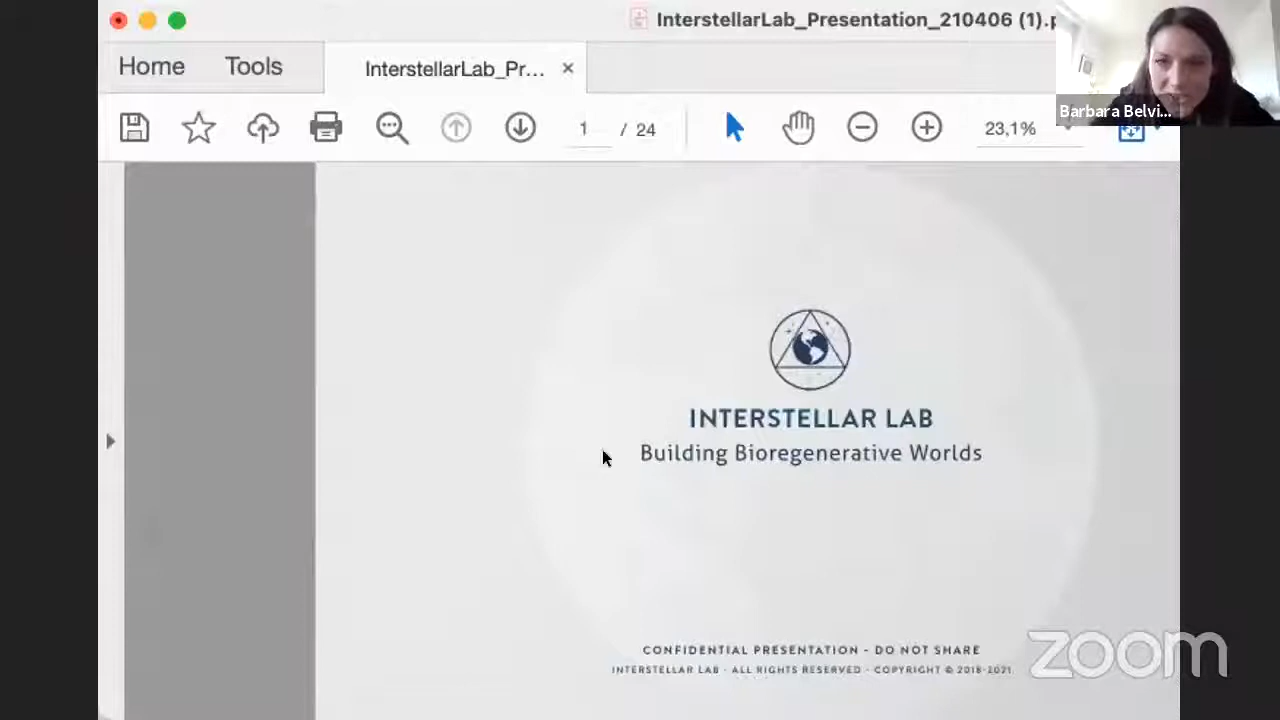 InterstellarLab_Presentation_210406 (1).p
Home
Tools
InterstellarLab_Pr...
1 / 24
23,1%
Barbara Belvi...
INTERSTELLAR LAB
Building Bioregenerative Worlds
CONFIDENTIAL PRESENTATION - DO NOT SHARE
INTERSTELLAR LAB - ALL RIGHTS RESERVED - COPYRIGHT © 2018-2021
zoom